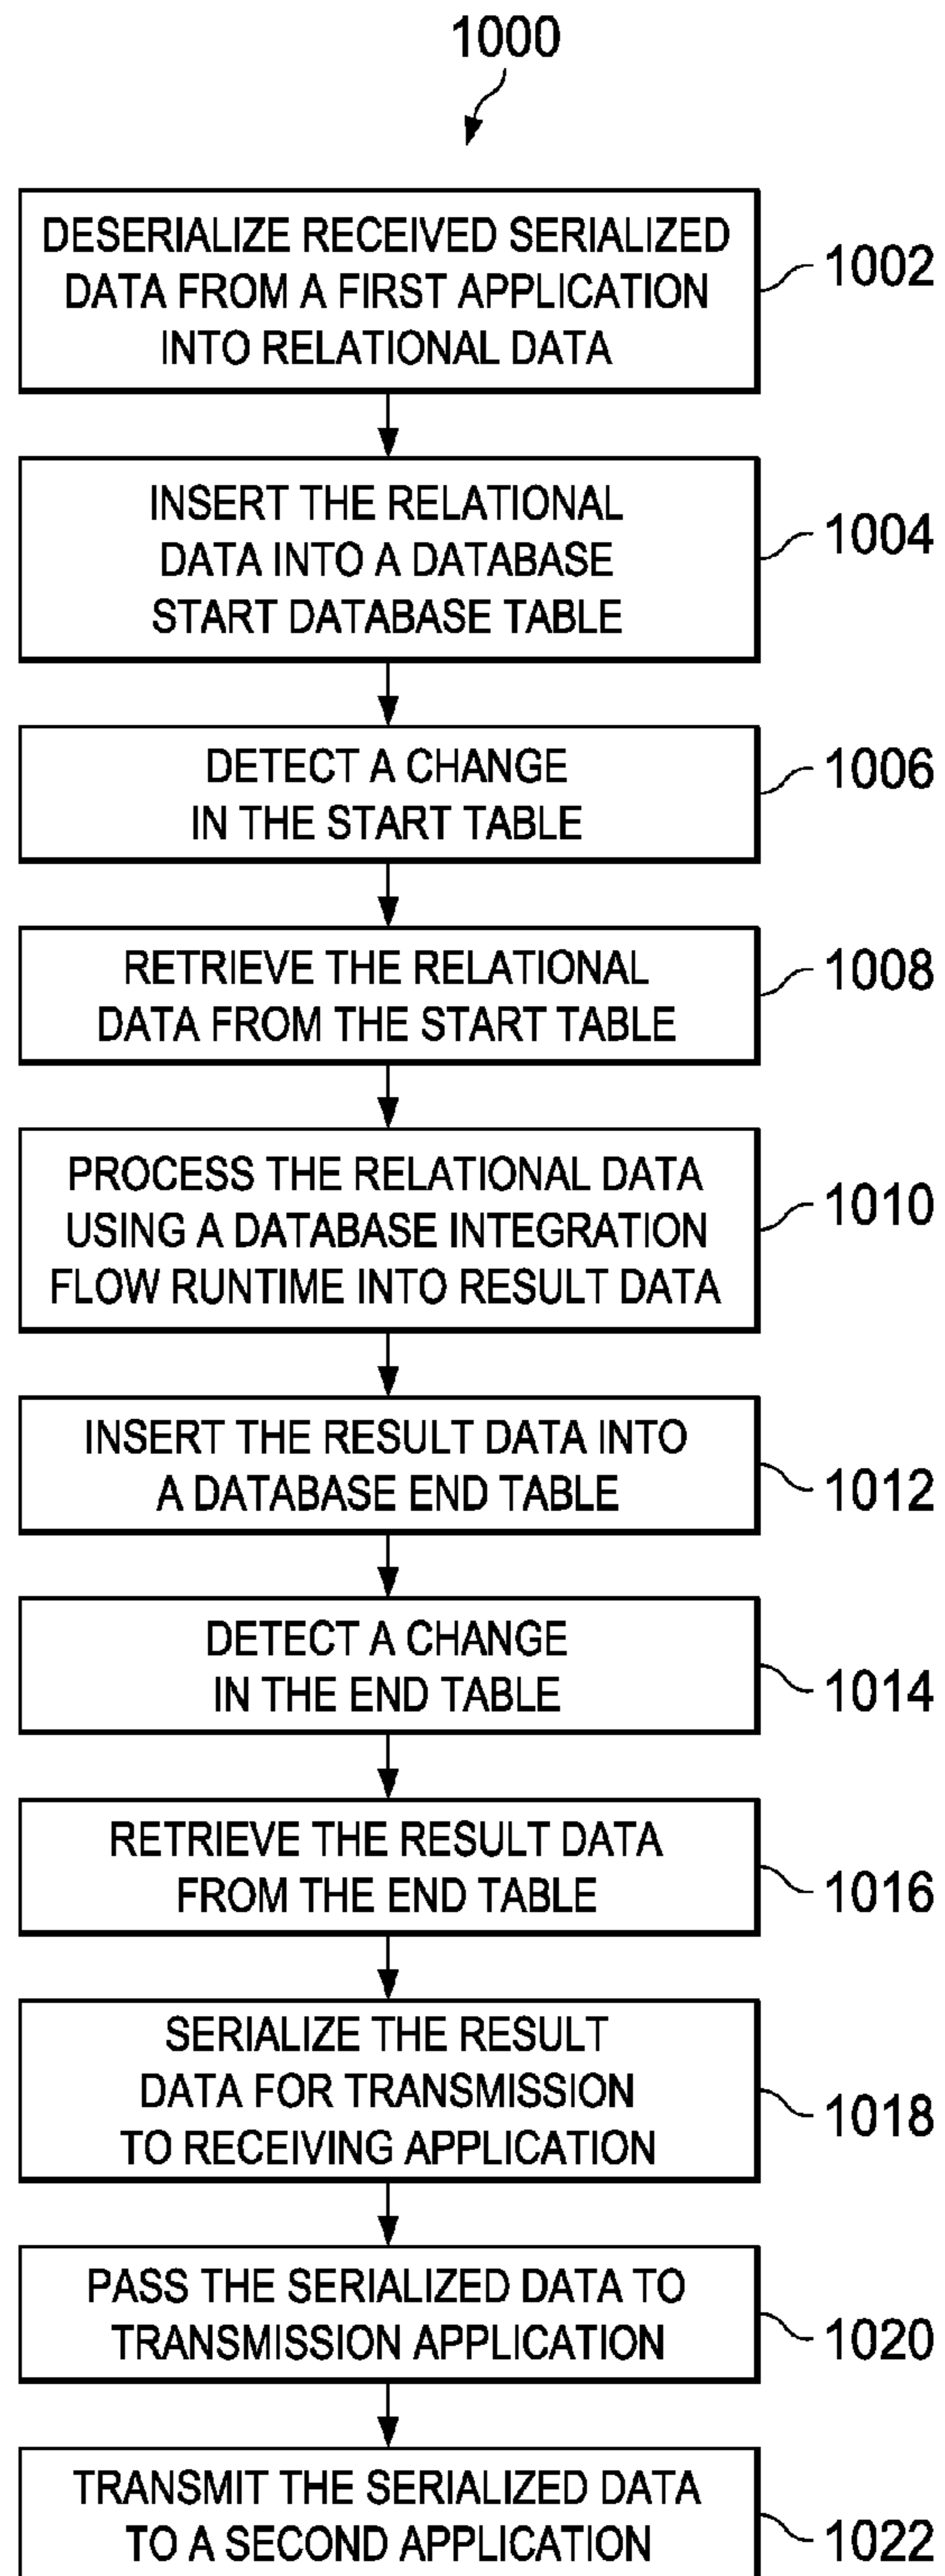 1000
DESERIALIZE RECEIVED SERIALIZED
DATA FROM A FIRST APPLICATION
INTO RELATIONAL DATA
1002
INSERT THE RELATIONAL
DATA INTO A DATABASE
START DATABASE TABLE
1004
DETECT A CHANGE
IN THE START TABLE
1006
RETRIEVE THE RELATIONAL
DATA FROM THE START TABLE
1008
PROCESS THE RELATIONAL DATA
USING A DATABASE INTEGRATION
FLOW RUNTIME INTO RESULT DATA
1010
INSERT THE RESULT DATA INTO
A DATABASE END TABLE
1012
DETECT A CHANGE
IN THE END TABLE
1014
RETRIEVE THE RESULT DATA
FROM THE END TABLE
1016
SERIALIZE THE RESULT
DATA FOR TRANSMISSION
TO RECEIVING APPLICATION
1018
PASS THE SERIALIZED DATA TO
TRANSMISSION APPLICATION
1020
TRANSMIT THE SERIALIZED DATA
TO A SECOND APPLICATION
1022